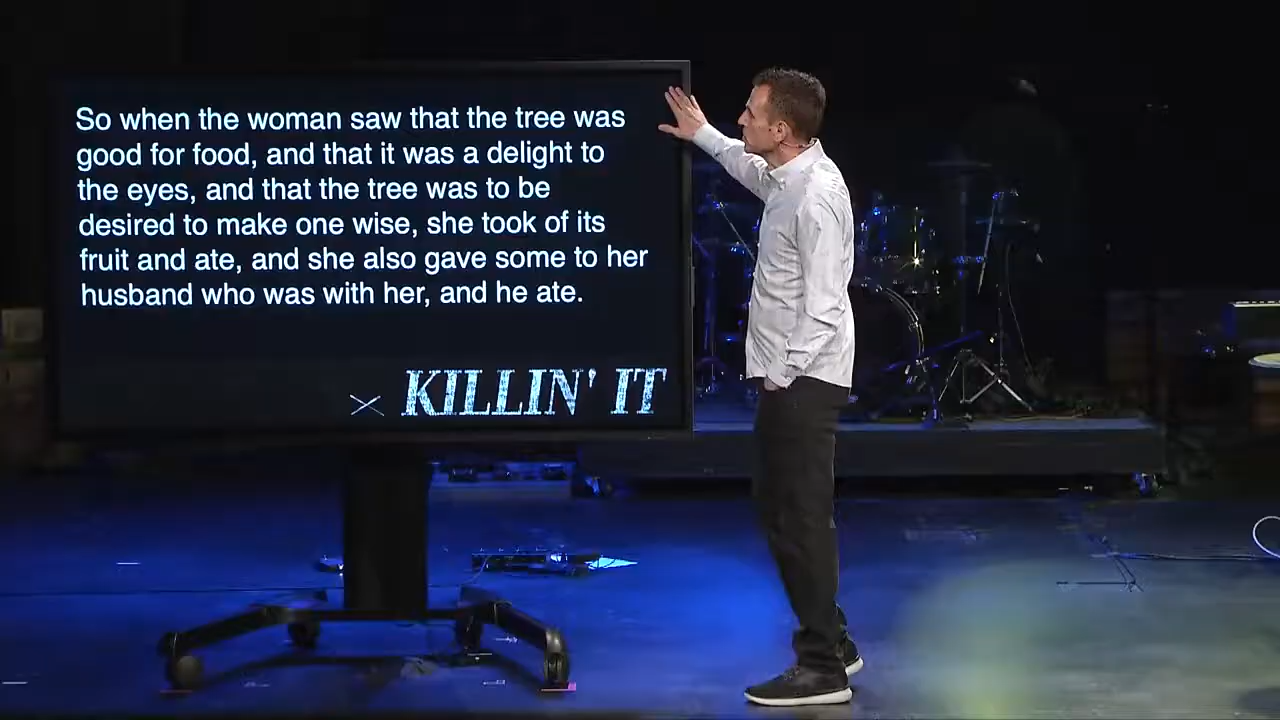 So when the woman saw that the tree was
good for food, and that it was a delight to
the eyes, and that the tree was to be
desired to make one wise, she took of its
fruit and ate, and she also gave some to her
husband who was with her, and he ate.
KILLIN' IT